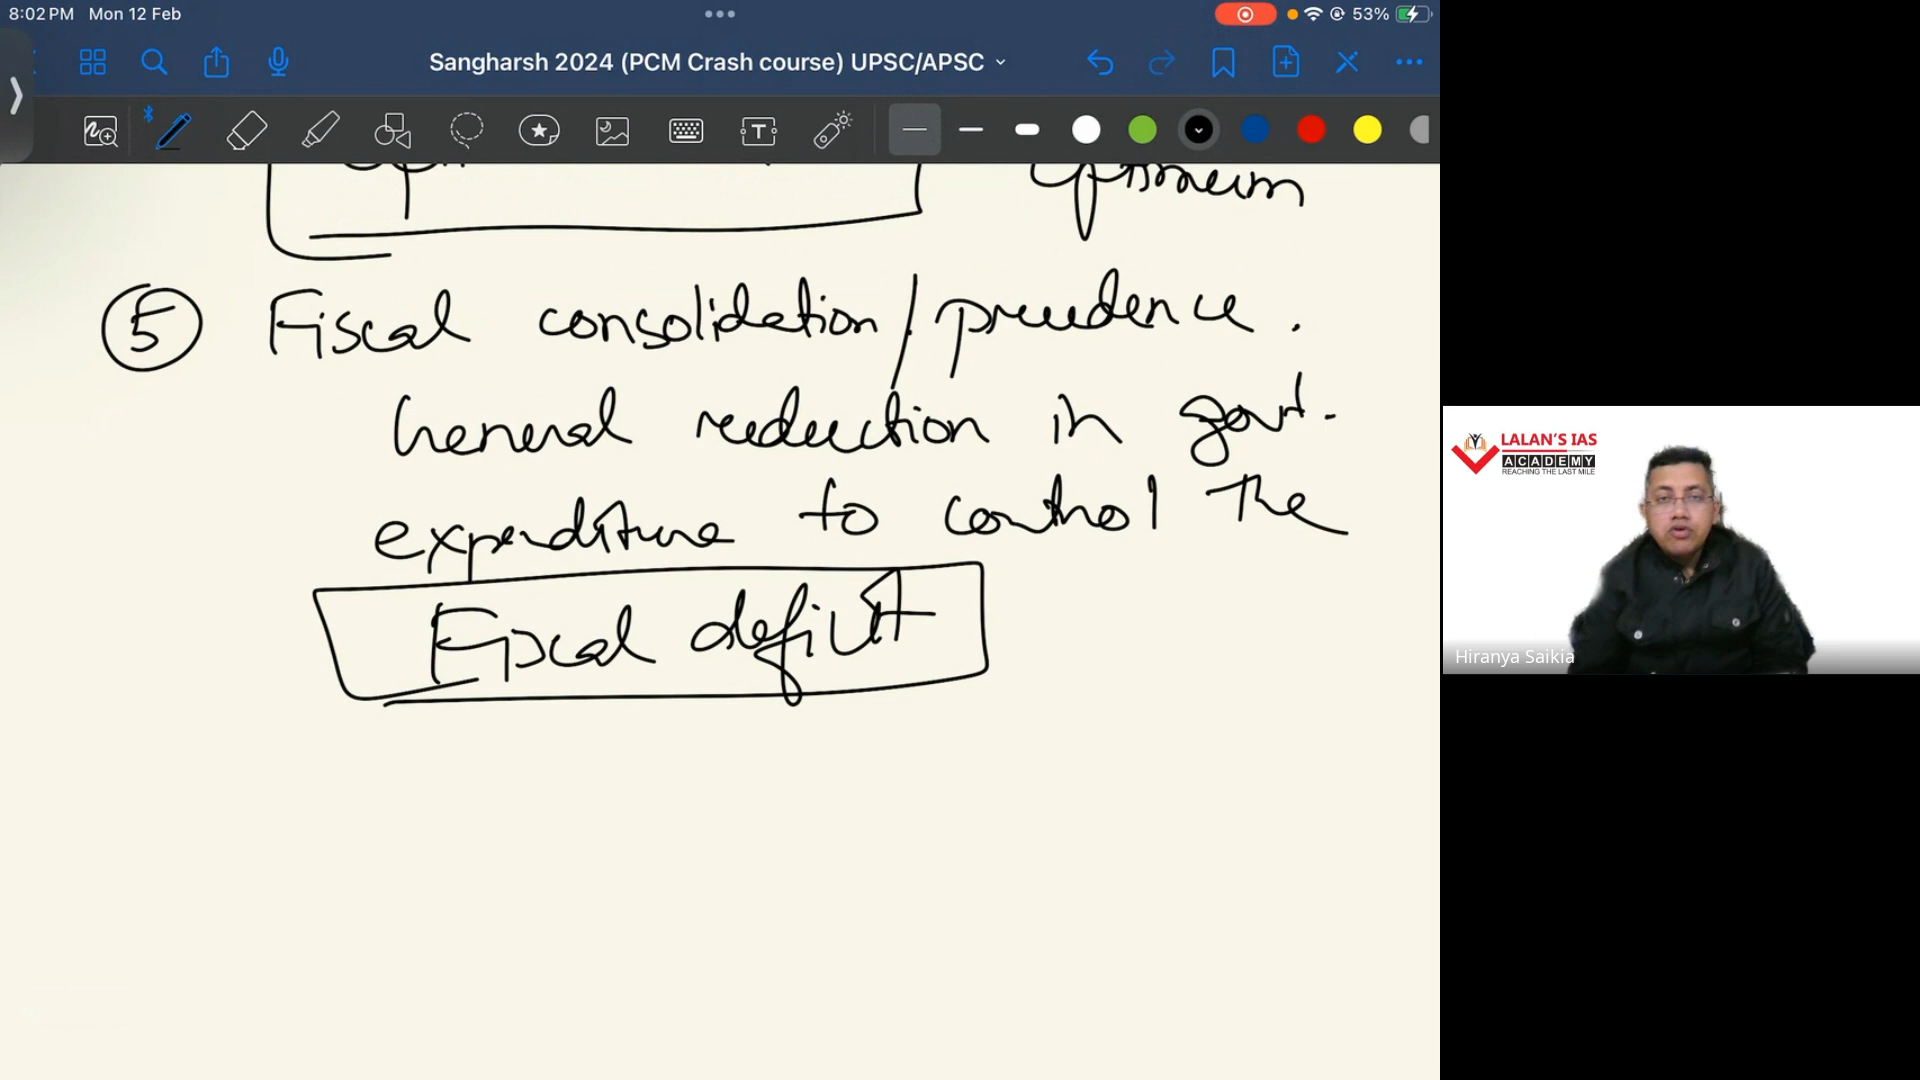 8:02 PM Mon 12 Feb
53%
Sangharsh 2024 (PCM Crash course) UPSC/APSC
T
optimum
5 Fiscal consolidation/prudence.
General reduction in govt.
expenditure to control the
Fiscal deficit
LALAN'S IAS
ACADEMY
REACHING THE LAST MILE
Hiranya Saikia